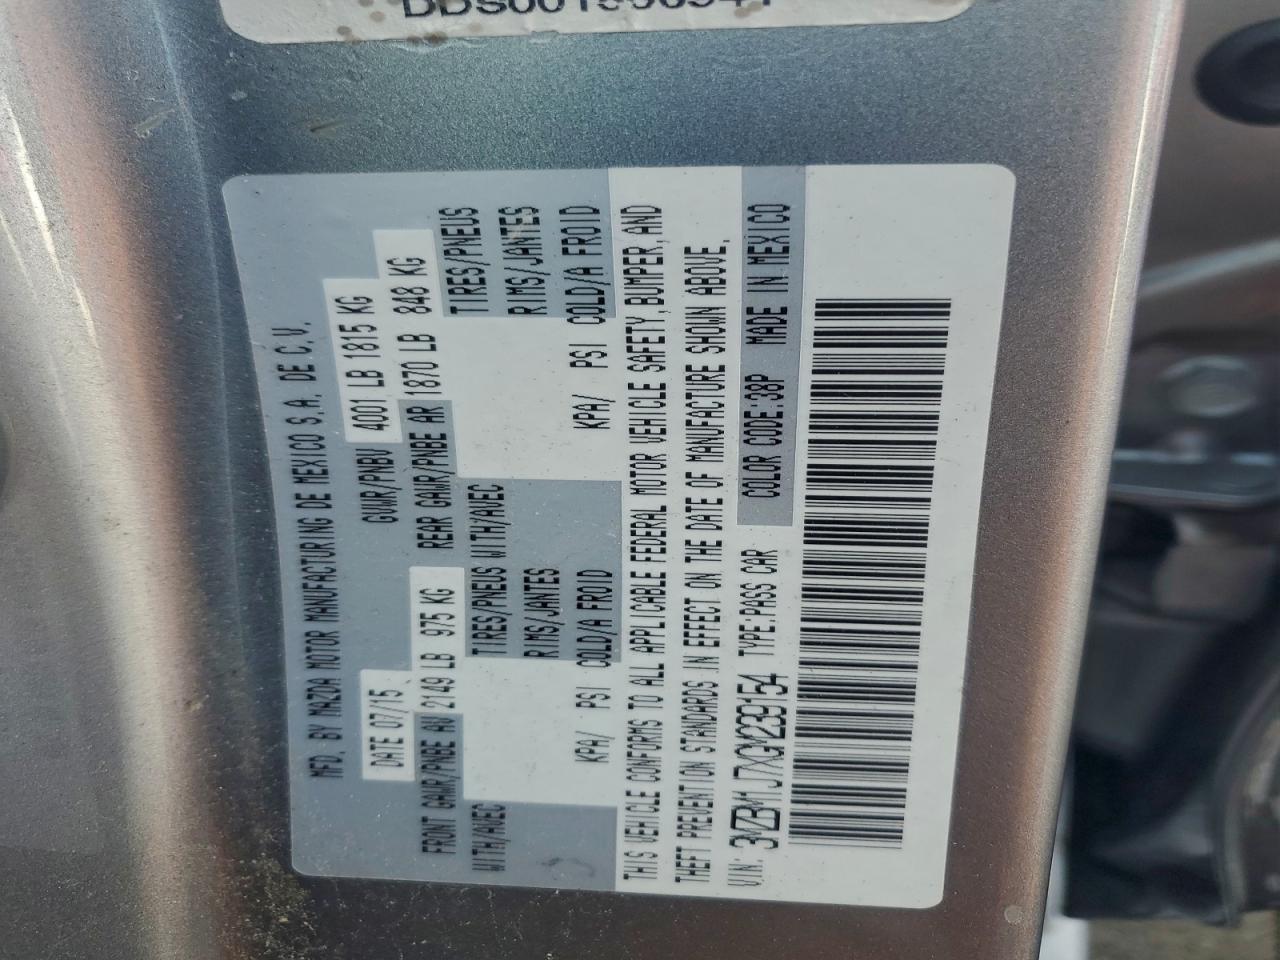 MFD. BY MAZDA MOTOR MANUFACTURING DE MEXICO S.A. DE C.V.
DATE 07/15 GVWR/PNBV 4001 LB 1815 KG
FRONT GAWR/PNBE AV 2149 LB 975 KG REAR GAWR/PNBE AR 1870 LB 848 KG
WITH/AVEC TIRES/PNEUS WITH/AVEC TIRES/PNEUS
RIMS/JANTES RIMS/JANTES
KPA/ PSI COLD/A FROID KPA/ PSI COLD/A FROID
THIS VEHICLE CONFORMS TO ALL APPLICABLE FEDERAL MOTOR VEHICLE SAFETY, BUMPER, AND
THEFT PREVENTION STANDARDS IN EFFECT ON THE DATE OF MANUFACTURE SHOWN ABOVE.
VIN: 3MZBM1J7XGM239154 TYPE:PASS CAR COLOR CODE:38P MADE IN MEXICO